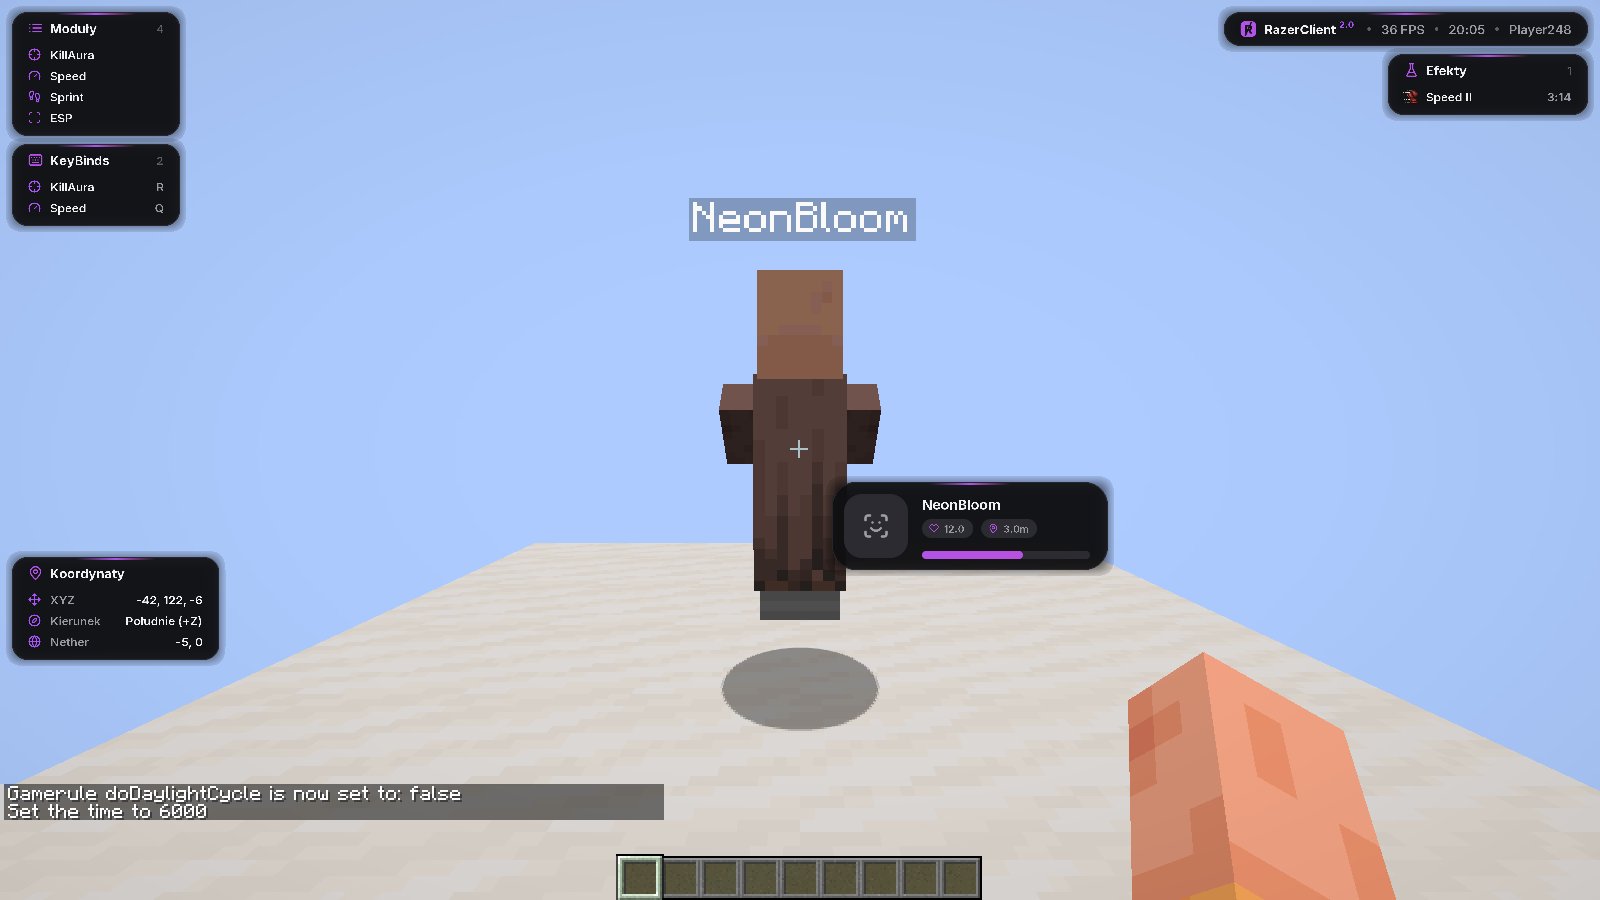 Moduły 4
KillAura
Speed
Sprint
ESP
KeyBinds 2
KillAura R
Speed Q
RazerClient 2.0 • 36 FPS • 20:05 • Player248
Efekty 1
Speed II 3:14
NeonBloom
NeonBloom
12.0 3.0m
Koordynaty
XYZ -42, 122, -6
Kierunek Południe (+Z)
Nether -5, 0
Gamerule doDaylightCycle is now set to: false
Set the time to 6000